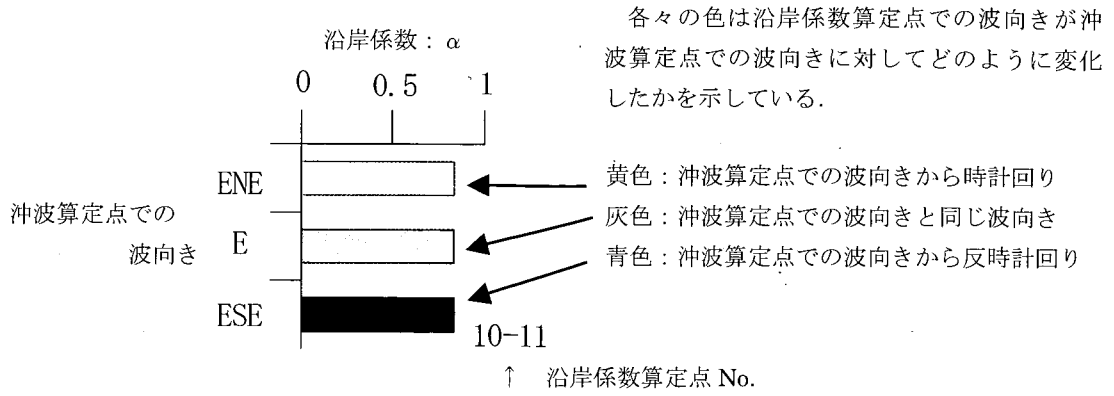 各々の色は沿岸係数算定点での波向きが沖
波算定点での波向きに対してどのように変化
したかを示している.
沿岸係数：α
0 0.5 1
沖波算定点での
波向き
ENE
E
ESE
黄色：沖波算定点での波向きから時計回り
灰色：沖波算定点での波向きと同じ波向き
青色：沖波算定点での波向きから反時計回り
10-11
↑ 沿岸係数算定点 No.